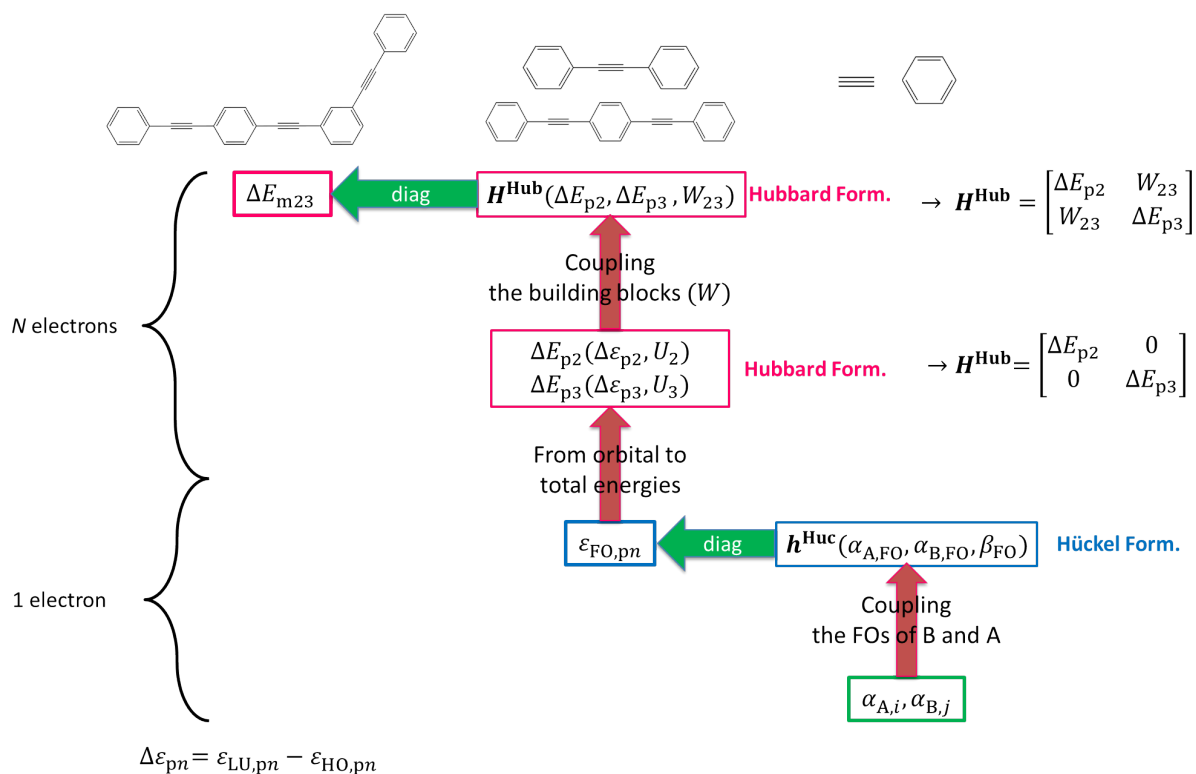 ΔE_m23
diag
H^Hub(ΔE_p2, ΔE_p3, W_23)
Hubbard Form.
→ H^Hub = [ΔE_p2 W_23
W_23 ΔE_p3]
Coupling
the building blocks (W)
N electrons
ΔE_p2(Δε_p2, U_2)
ΔE_p3(Δε_p3, U_3)
Hubbard Form.
→ H^Hub = [ΔE_p2 0
0 ΔE_p3]
From orbital to
total energies
ε_FO,pn
diag
h^Huc(α_A,FO, α_B,FO, β_FO)
Hückel Form.
1 electron
Coupling
the FOs of B and A
α_A,i, α_B,j
Δε_pn = ε_LU,pn − ε_HO,pn